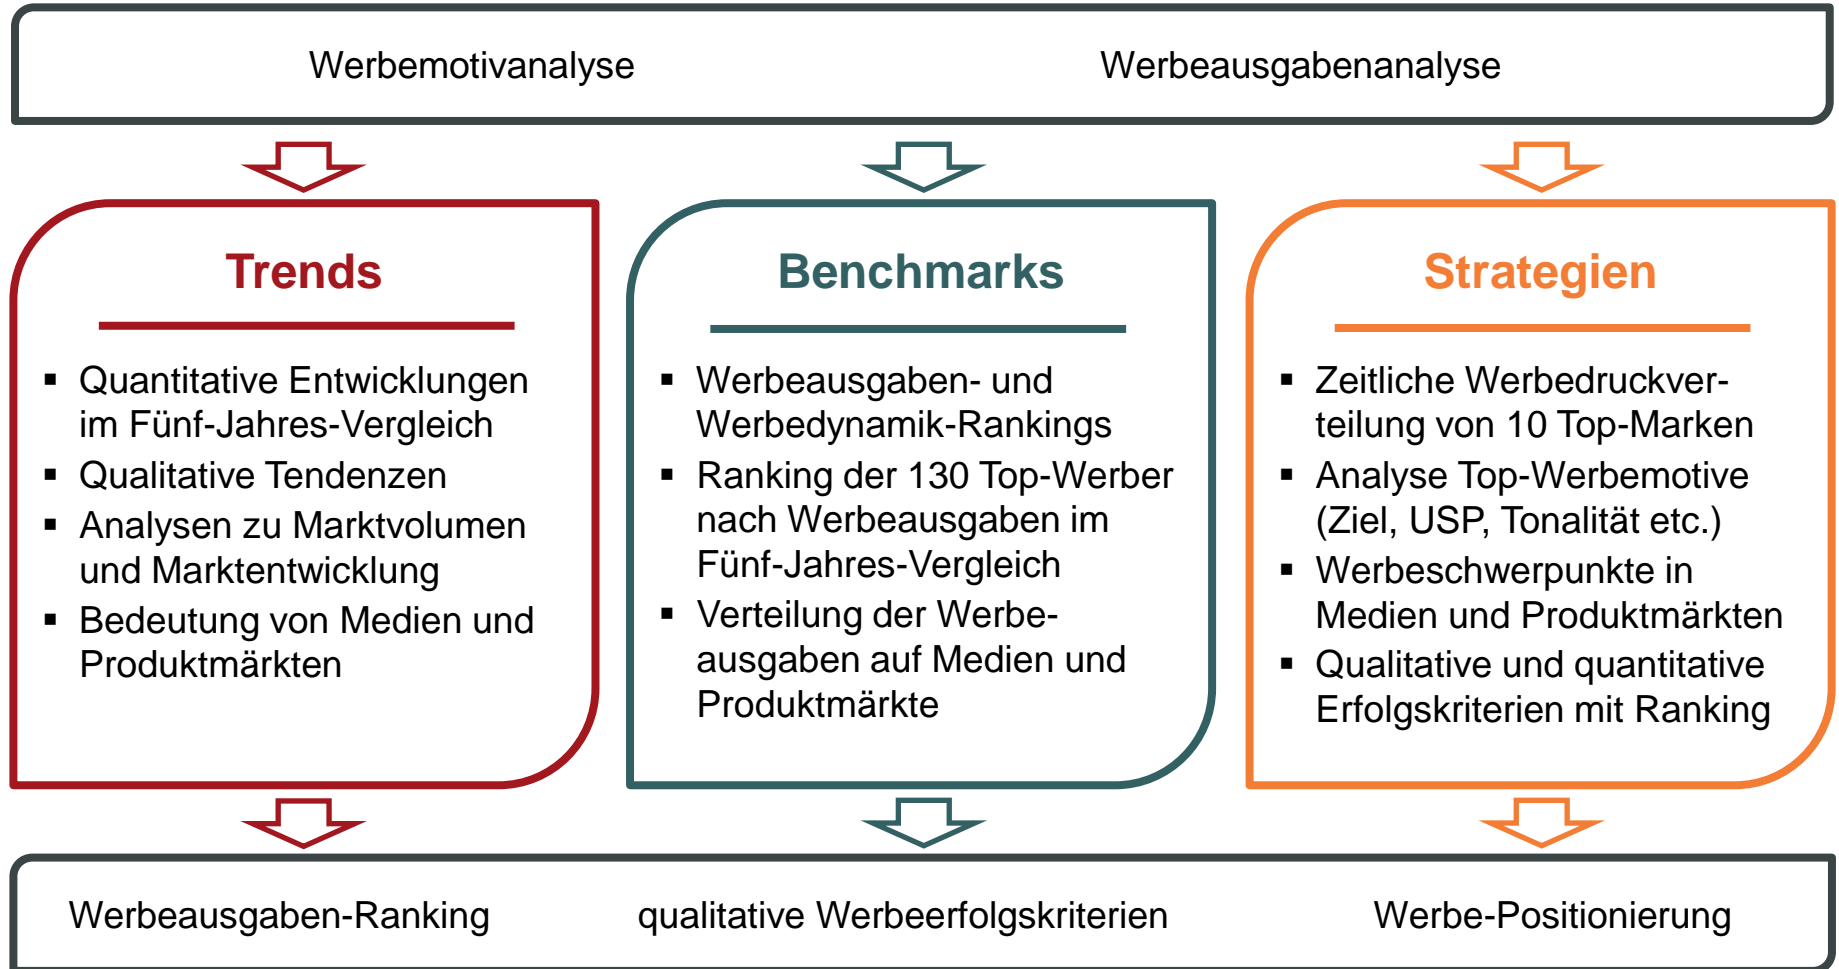 Werbemotivanalyse
Werbeausgabenanalyse
Trends
▪ Quantitative Entwicklungen
im Fünf-Jahres-Vergleich
▪ Qualitative Tendenzen
▪ Analysen zu Marktvolumen
und Marktentwicklung
▪ Bedeutung von Medien und
Produktmärkten
Benchmarks
▪ Werbeausgaben- und
Werbedynamik-Rankings
▪ Ranking der 130 Top-Werber
nach Werbeausgaben im
Fünf-Jahres-Vergleich
▪ Verteilung der Werbe-
ausgaben auf Medien und
Produktmärkte
Strategien
▪ Zeitliche Werbedruckver-
teilung von 10 Top-Marken
▪ Analyse Top-Werbemotive
(Ziel, USP, Tonalität etc.)
▪ Werbeschwerpunkte in
Medien und Produktmärkten
▪ Qualitative und quantitative
Erfolgskriterien mit Ranking
Werbeausgaben-Ranking
qualitative Werbeerfolgskriterien
Werbe-Positionierung